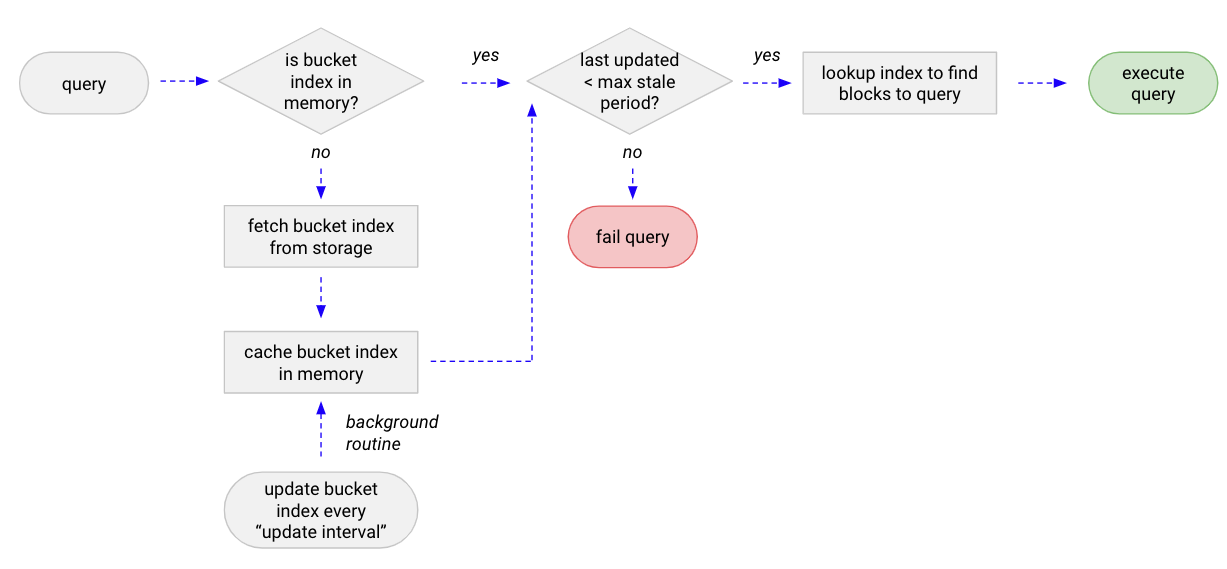 query
is bucket
index in
memory?
yes
last updated
< max stale
period?
yes
lookup index to find
blocks to query
execute
query
no
no
fetch bucket index
from storage
fail query
cache bucket index
in memory
background
routine
update bucket
index every
“update interval”